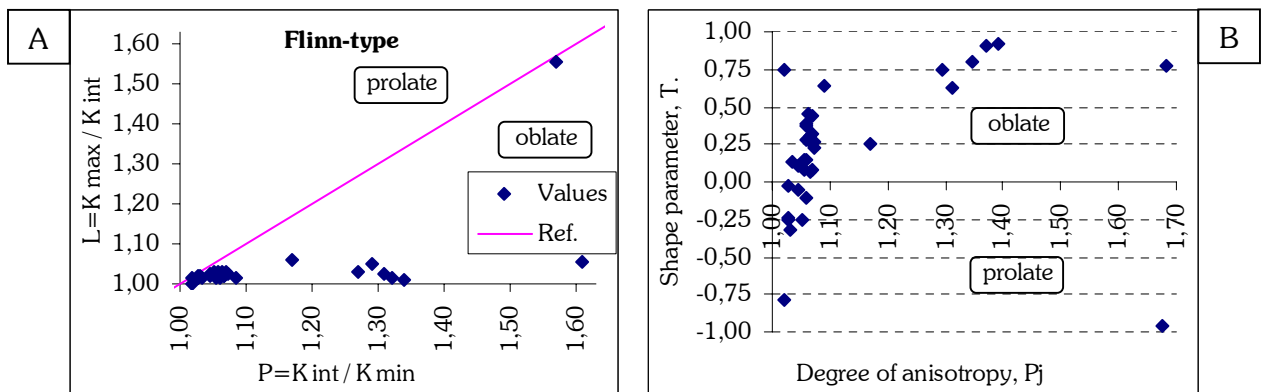 A
Flinn-type
L=K max / K int
1,60
1,50
1,40
1,30
1,20
1,10
1,00
prolate
oblate
Values
Ref.
1,00
1,10
1,20
1,30
1,40
1,50
1,60
P=K int / K min
B
Shape parameter, T.
1,00
0,75
0,50
0,25
0,00
-0,25
-0,50
-0,75
-1,00
oblate
1,00
1,10
1,20
1,30
1,40
1,50
1,60
1,70
prolate
Degree of anisotropy, Pj